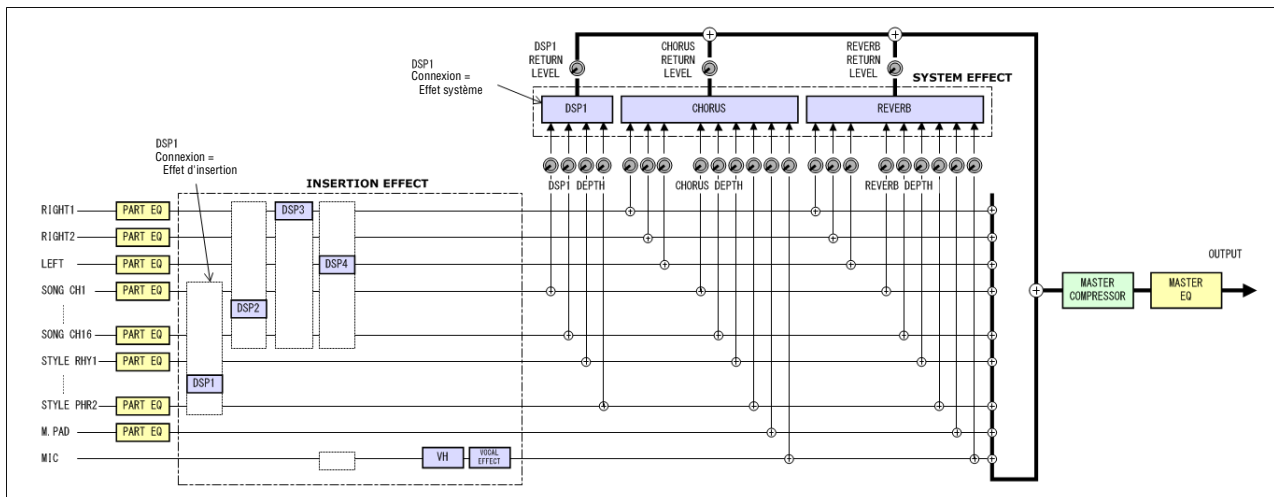 DSP1
RETURN
LEVEL
CHORUS
RETURN
LEVEL
REVERB
RETURN
LEVEL
SYSTEM EFFECT
DSP1
Connexion =
Effet système
DSP1
CHORUS
REVERB
DSP1 DEPTH
CHORUS DEPTH
REVERB DEPTH
DSP1
Connexion =
Effet d'insertion
INSERTION EFFECT
RIGHT1
PART EQ
DSP3
RIGHT2
PART EQ
LEFT
PART EQ
DSP4
SONG CH1
PART EQ
DSP2
SONG CH16
PART EQ
STYLE RHY1
PART EQ
DSP1
STYLE PHR2
PART EQ
M.PAD
PART EQ
MIC
VH
VOCAL
EFFECT
MASTER
COMPRESSOR
MASTER
EQ
OUTPUT